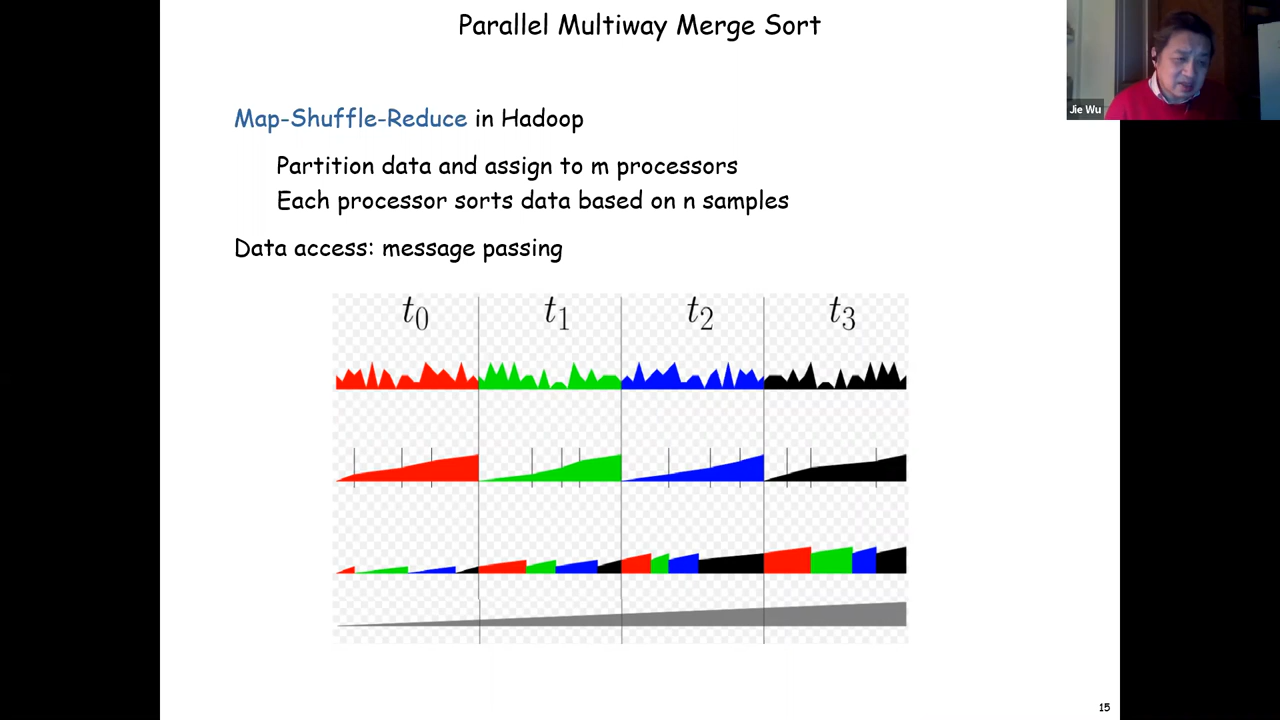 Parallel Multiway Merge Sort
Jie Wu
Map-Shuffle-Reduce in Hadoop
Partition data and assign to m processors
Each processor sorts data based on n samples
Data access: message passing
t0 t1 t2 t3
15